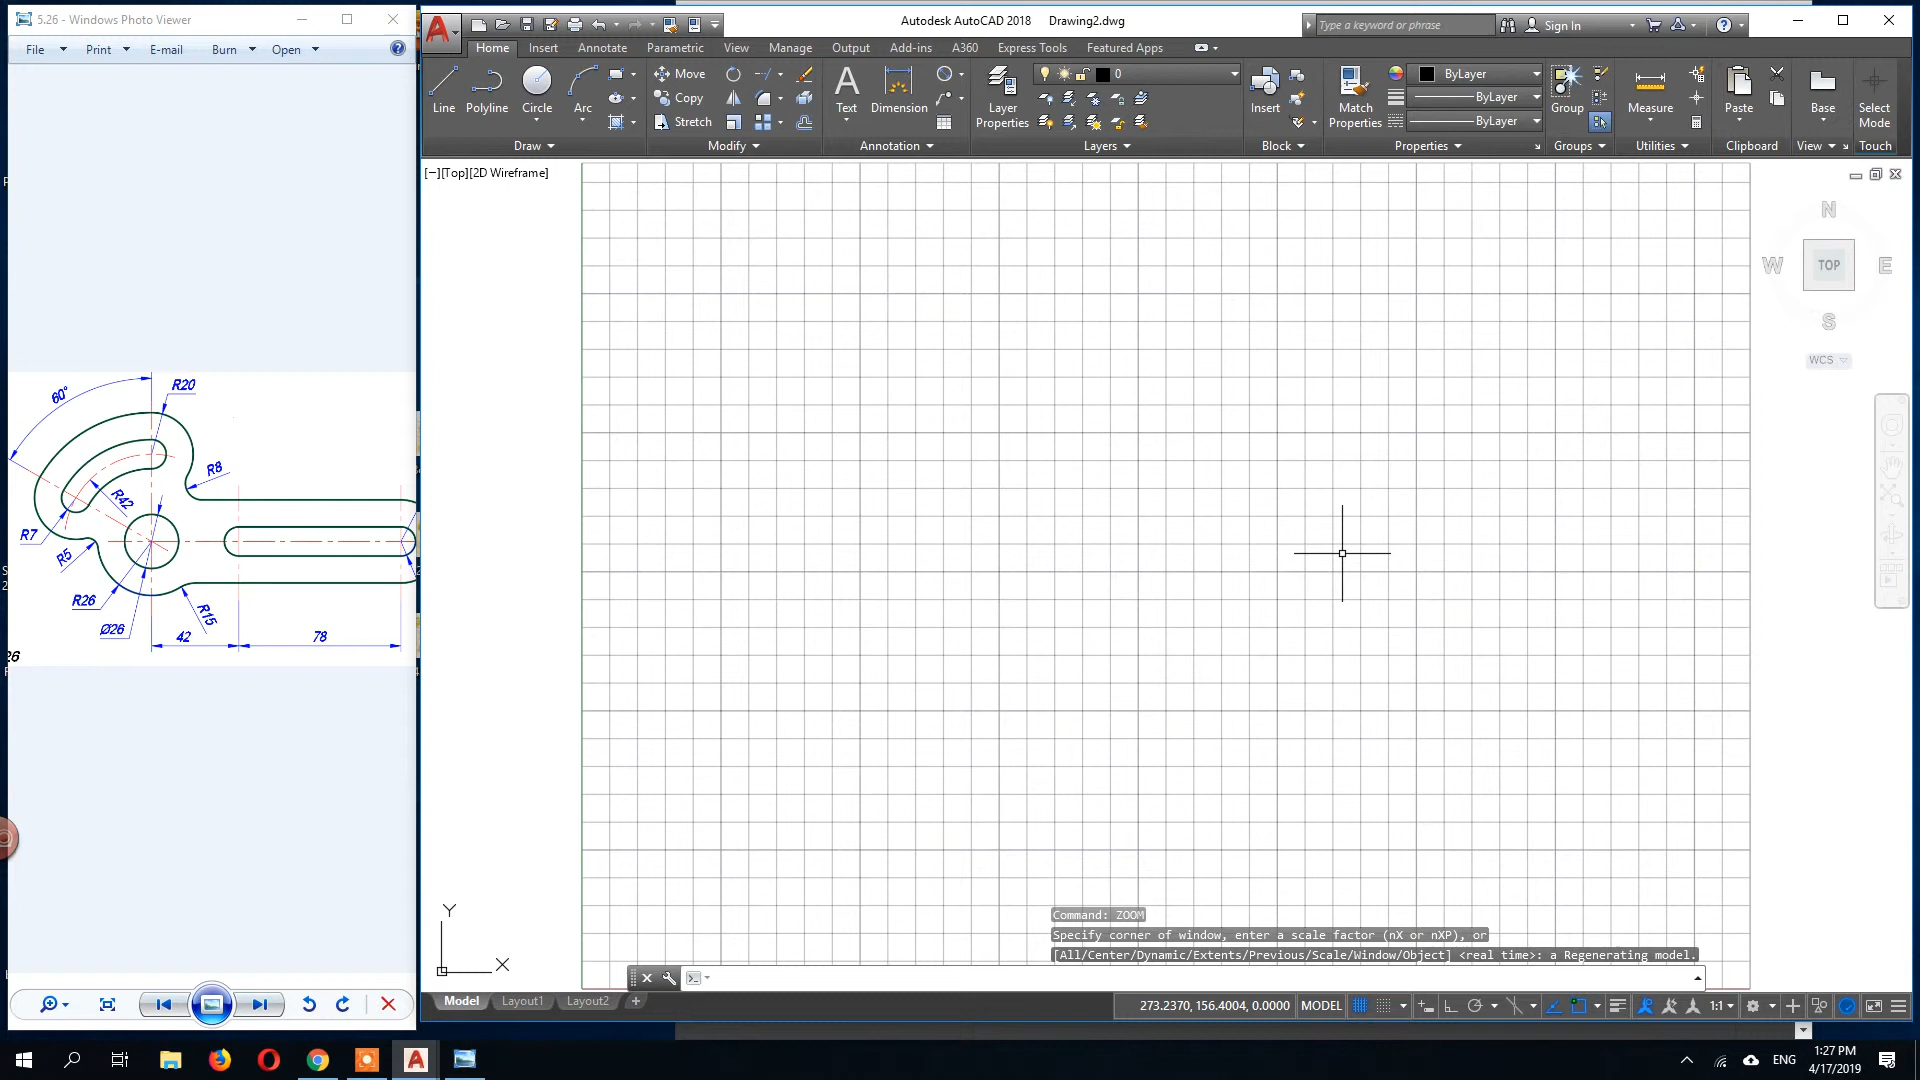 5.26 - Windows Photo Viewer
File Print E-mail Burn Open
60°
R20
R8
R42
R7
R5
R26
Ø26
R15
42
78
26
Autodesk AutoCAD 2018 Drawing2.dwg
Type a keyword or phrase
Sign In
Home Insert Annotate Parametric View Manage Output Add-ins A360 Express Tools Featured Apps
Line Polyline Circle Arc
Move
Copy
Stretch
Text Dimension
Layer Properties
0
Insert
Match Properties
ByLayer
ByLayer
ByLayer
Group
Measure
Paste
Base
Select Mode
Draw Modify Annotation Layers Block Properties Groups Utilities Clipboard View Touch
[−][Top][2D Wireframe]
N
W TOP E
S
WCS
Y
X
Command: ZOOM
Specify corner of window, enter a scale factor (nX or nXP), or
[All/Center/Dynamic/Extents/Previous/Scale/Window/Object] <real time>: a Regenerating model.
Model Layout1 Layout2
273.2370, 156.4004, 0.0000 MODEL 1:1
ENG
1:27 PM
4/17/2019